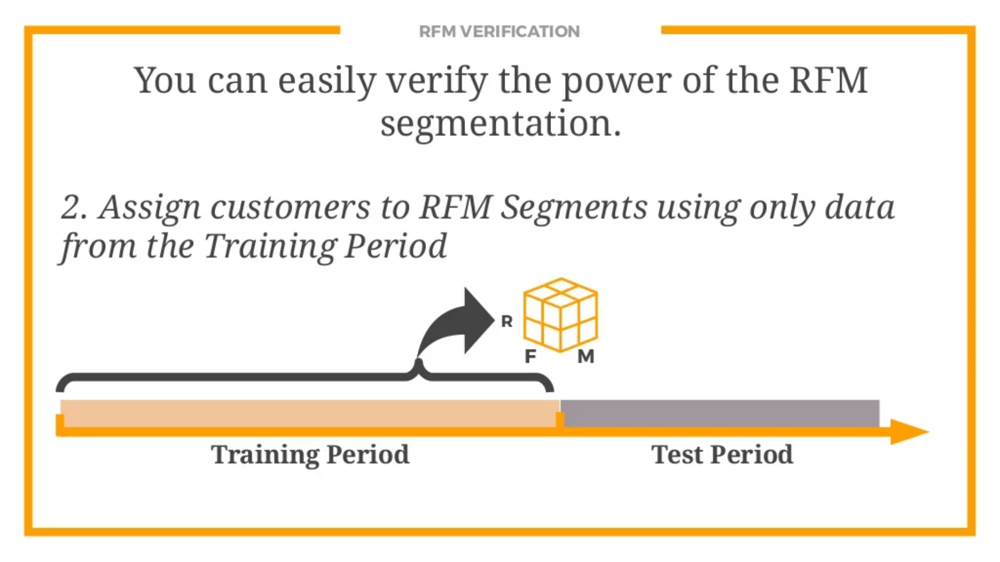 RFM VERIFICATION
You can easily verify the power of the RFM
segmentation.
2. Assign customers to RFM Segments using only data
from the Training Period
R
F M
Training Period Test Period